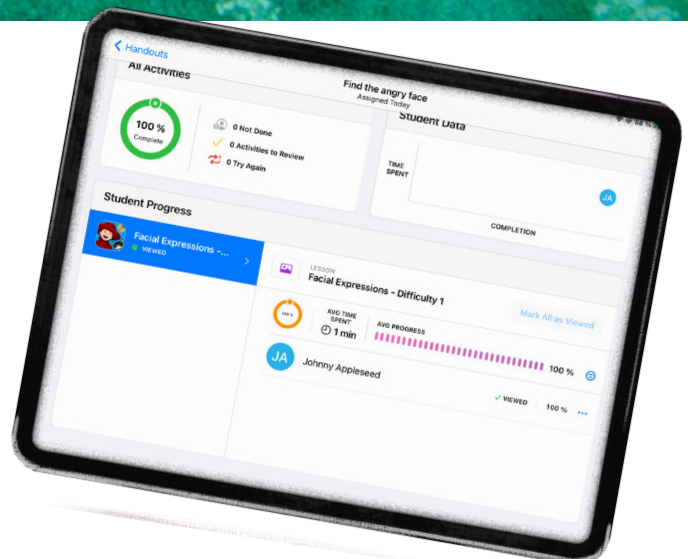 Handouts
Find the angry face
Assigned Today
58 %
All Activities
100 %
Complete
0 Not Done
0 Activities to Review
0 Try Again
Student Data
TIME
SPENT
JA
COMPLETION
Student Progress
Facial Expressions -...
VIEWED
LESSON
Facial Expressions - Difficulty 1
Mark All as Viewed
100 %
AVG TIME
SPENT
1 min
AVG PROGRESS
100 %
JA
Johnny Appleseed
VIEWED
100 %